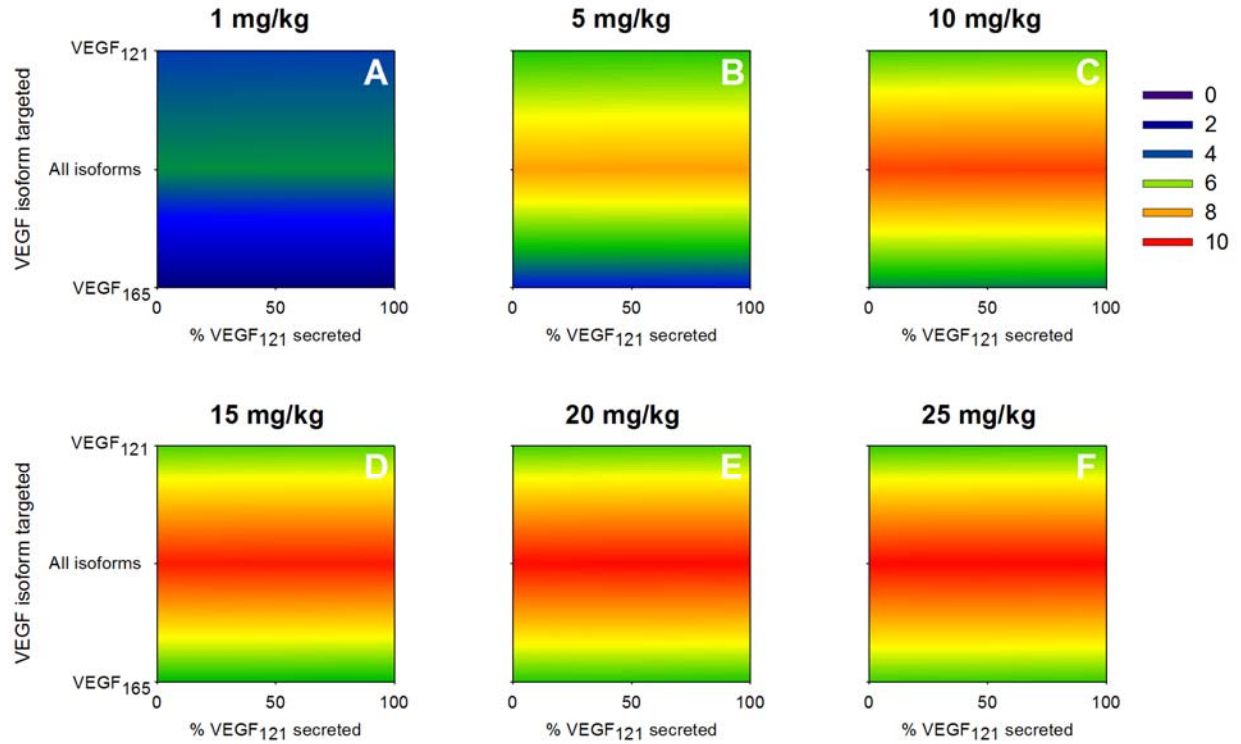 1 mg/kg 5 mg/kg 10 mg/kg
VEGF121 A B C
0
2
4
6
8
10
VEGF isoform targeted
All isoforms
VEGF165
0 50 100 0 50 100 0 50 100
% VEGF121 secreted % VEGF121 secreted % VEGF121 secreted
15 mg/kg 20 mg/kg 25 mg/kg
VEGF121 D E F
VEGF isoform targeted
All isoforms
VEGF165
0 50 100 0 50 100 0 50 100
% VEGF121 secreted % VEGF121 secreted % VEGF121 secreted